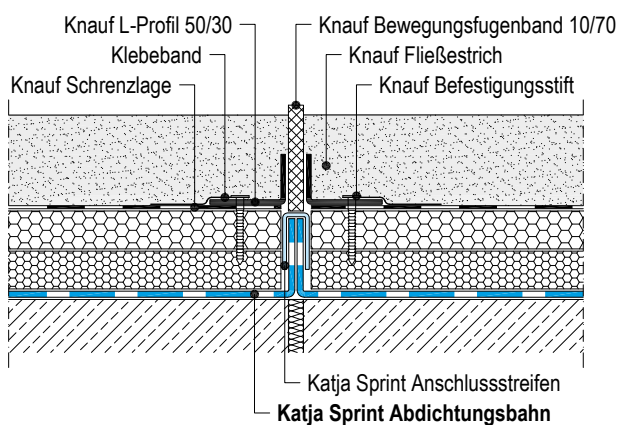 Knauf L-Profil 50/30
Knauf Bewegungsfugenband 10/70
Klebeband
Knauf Fließestrich
Knauf Schrenzlage
Knauf Befestigungsstift
Katja Sprint Anschlussstreifen
Katja Sprint Abdichtungsbahn